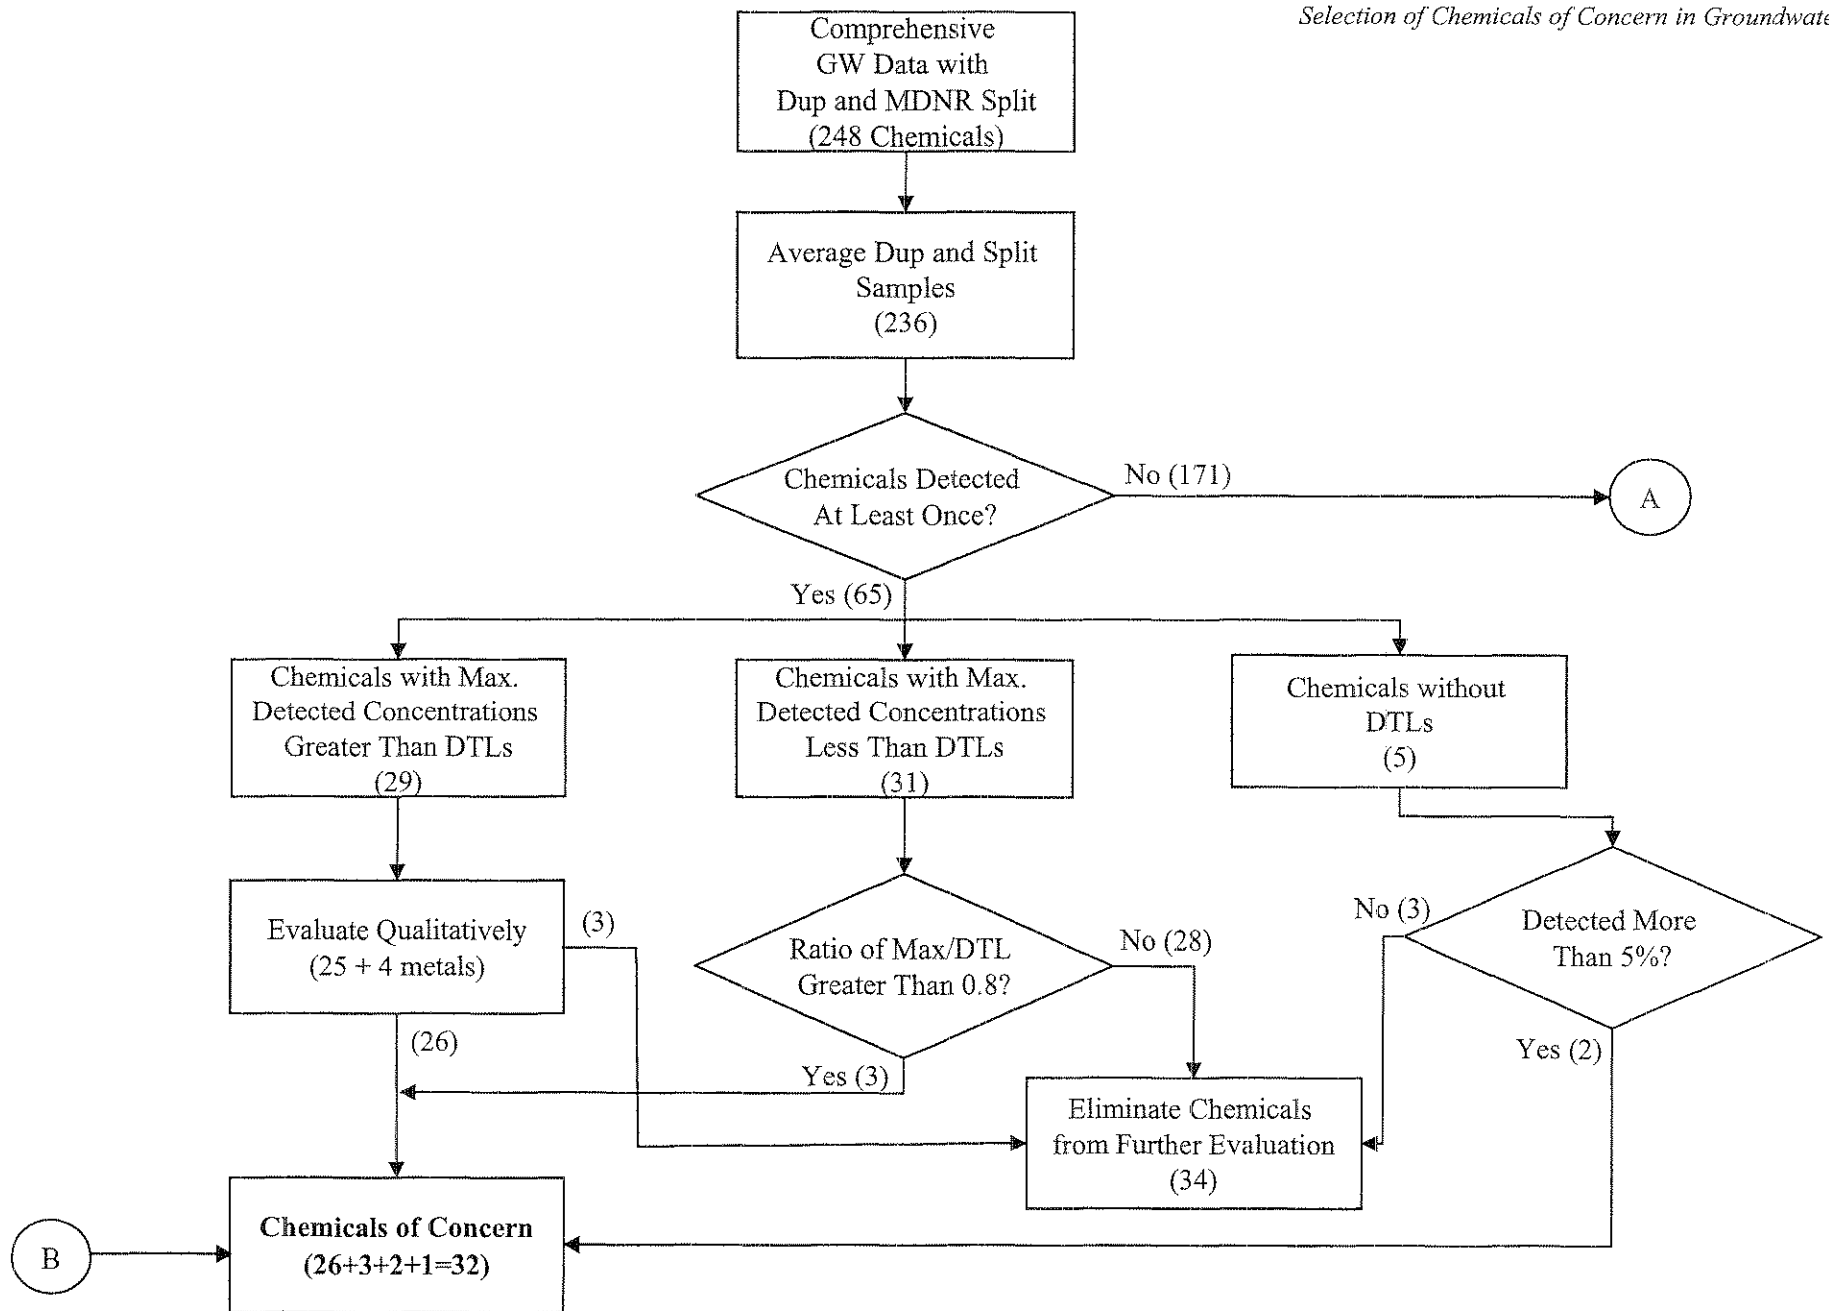 Selection of Chemicals of Concern in Groundwate
Comprehensive
GW Data with
Dup and MDNR Split
(248 Chemicals)
Average Dup and Split
Samples
(236)
Chemicals Detected
At Least Once?
No (171)
A
Yes (65)
Chemicals with Max.
Detected Concentrations
Greater Than DTLs
(29)
Chemicals with Max.
Detected Concentrations
Less Than DTLs
(31)
Chemicals without
DTLs
(5)
Evaluate Qualitatively
(25 + 4 metals)
(3)
(26)
Ratio of Max/DTL
Greater Than 0.8?
No (28)
Yes (3)
No (3)
Detected More
Than 5%?
Yes (2)
Eliminate Chemicals
from Further Evaluation
(34)
B
Chemicals of Concern
(26+3+2+1=32)